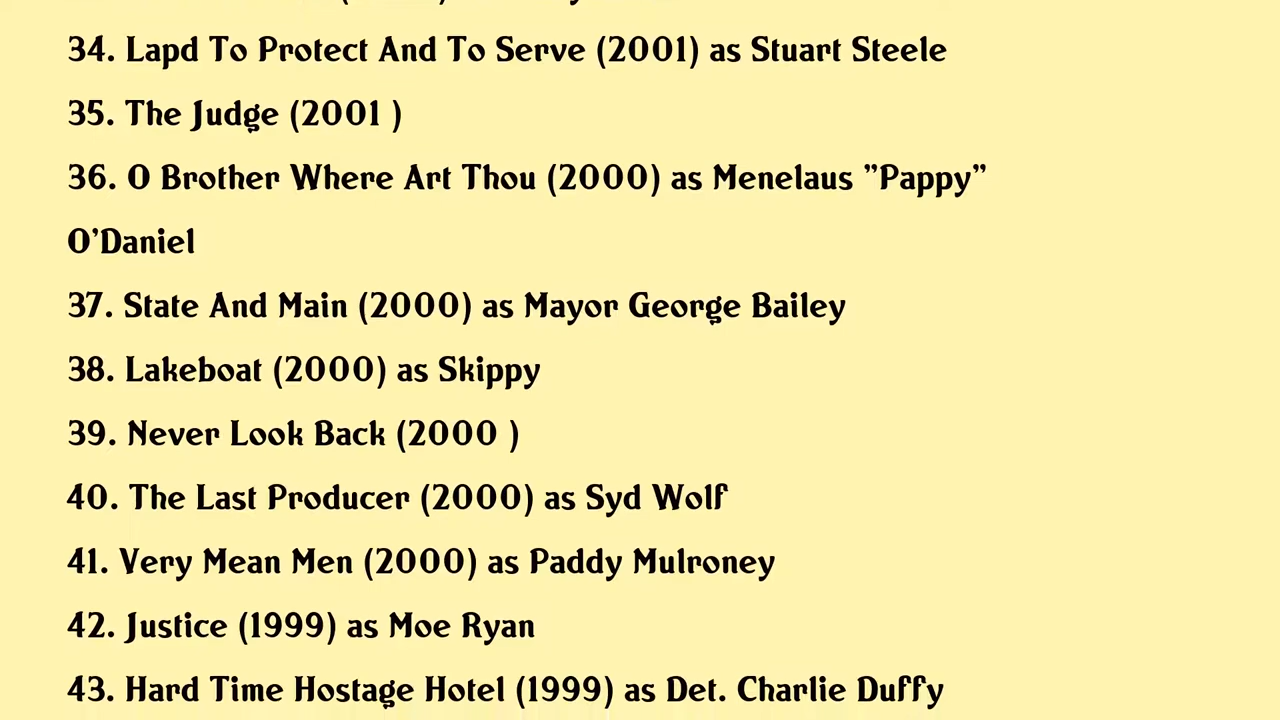 34. Lapd To Protect And To Serve (2001) as Stuart Steele
35. The Judge (2001 )
36. O Brother Where Art Thou (2000) as Menelaus "Pappy"
O'Daniel
37. State And Main (2000) as Mayor George Bailey
38. Lakeboat (2000) as Skippy
39. Never Look Back (2000 )
40. The Last Producer (2000) as Syd Wolf
41. Very Mean Men (2000) as Paddy Mulroney
42. Justice (1999) as Moe Ryan
43. Hard Time Hostage Hotel (1999) as Det. Charlie Duffy